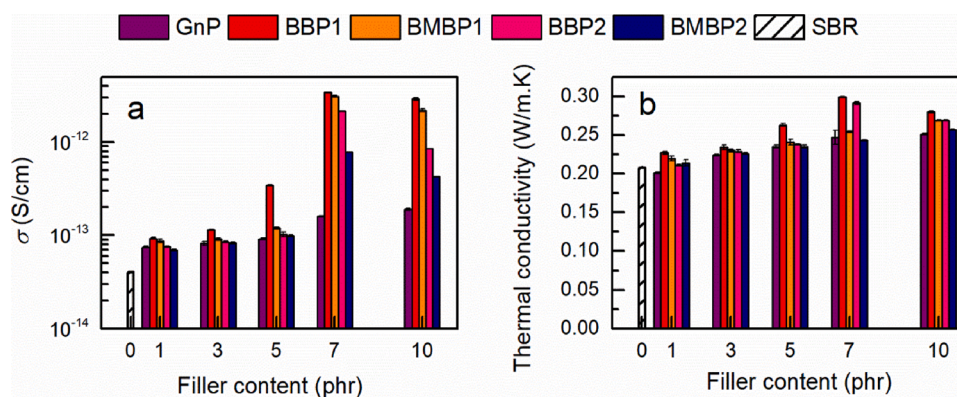 GnP BBP1 BMBP1 BBP2 BMBP2 SBR
a
σ (S/cm)
10⁻¹²
10⁻¹³
10⁻¹⁴
0 1 3 5 7 10
Filler content (phr)
b
Thermal conductivity (W/m.K)
0.30
0.25
0.20
0.25
0.10
0.05
0.00
0 1 3 5 7 10
Filler content (phr)